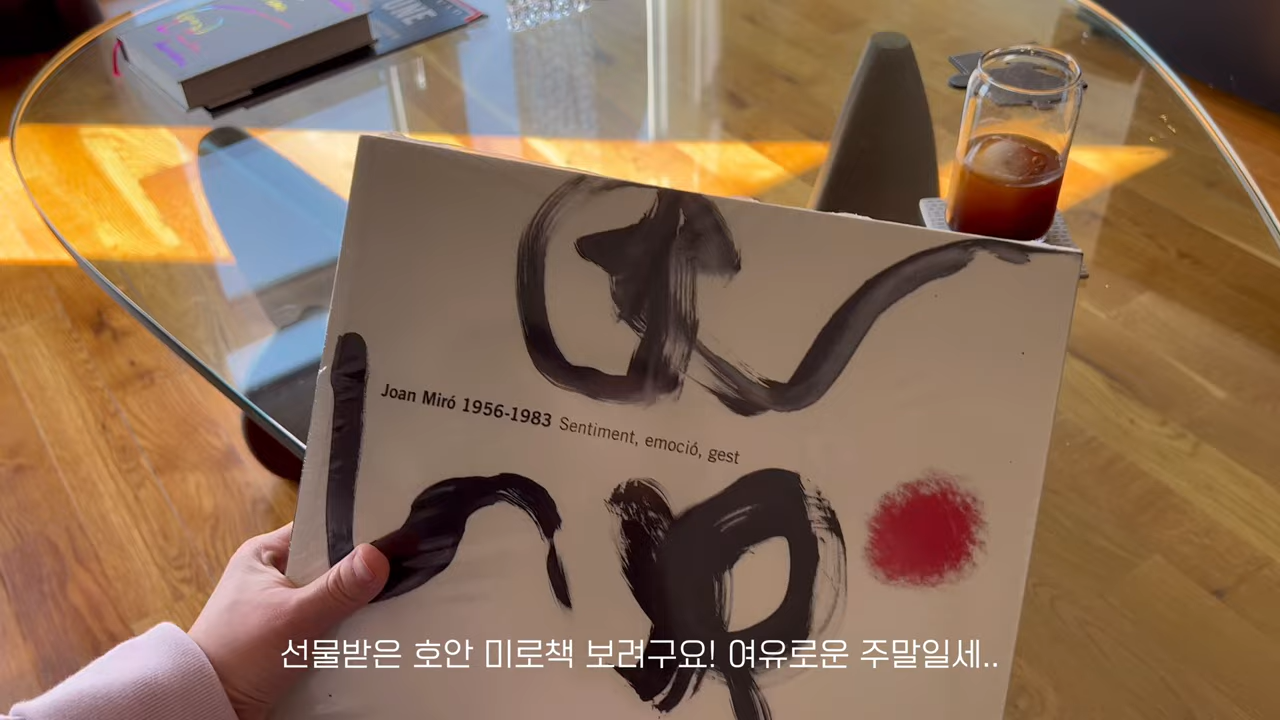 UNE
Joan Miró 1956-1983 Sentiment, emoció, gest
선물받은 호안 미로책 보려구요! 여유로운 주말일세..